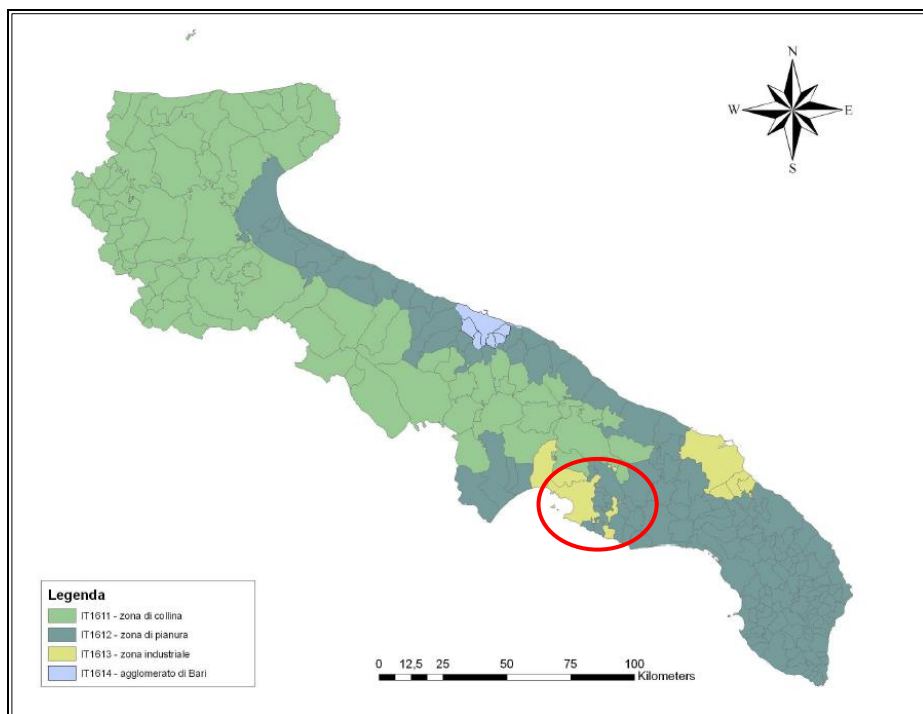 N
W E
S
Legenda
IT1611 - zona di collina
IT1612 - zona di pianura
IT1613 - zona industriale
IT1614 - agglomerato di Bari
0 12,5 25 50 75 100
Kilometers